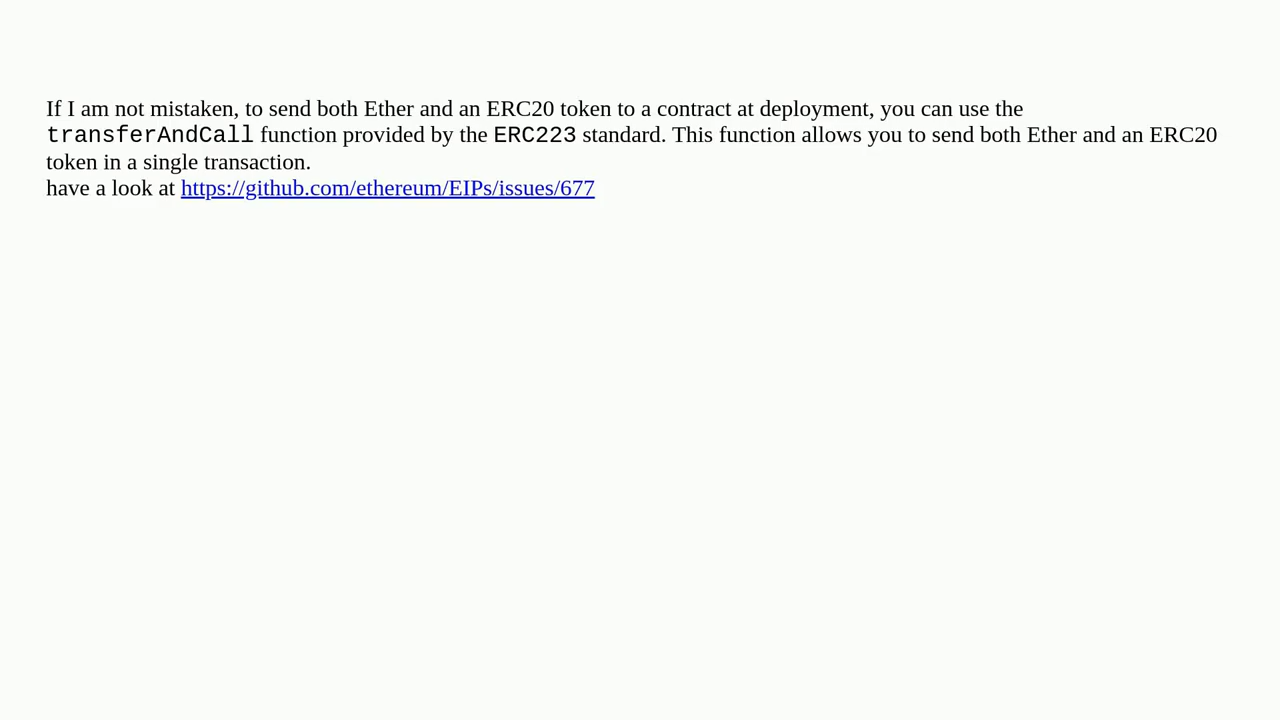 If I am not mistaken, to send both Ether and an ERC20 token to a contract at deployment, you can use the
transferAndCall function provided by the ERC223 standard. This function allows you to send both Ether and an ERC20
token in a single transaction.
have a look at https://github.com/ethereum/EIPs/issues/677